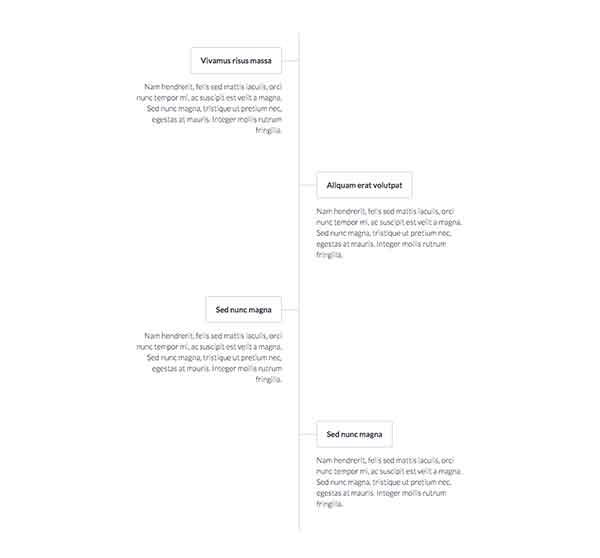 Vivamus risus massa
Nam hendrerit, felis sed mattis iaculis, orci
nunc tempor mi, ac suscipit est velit a magna.
Sed nunc magna, tristique ut pretium nec,
egestas at mauris. Integer mollis rutrum
fringilla.
Aliquam erat volutpat
Nam hendrerit, felis sed mattis iaculis, orci
nunc tempor mi, ac suscipit est velit a magna.
Sed nunc magna, tristique ut pretium nec,
egestas at mauris. Integer mollis rutrum
fringilla.
Sed nunc magna
Nam hendrerit, felis sed mattis iaculis, orci
nunc tempor mi, ac suscipit est velit a magna.
Sed nunc magna, tristique ut pretium nec,
egestas at mauris. Integer mollis rutrum
fringilla.
Sed nunc magna
Nam hendrerit, felis sed mattis iaculis, orci
nunc tempor mi, ac suscipit est velit a magna.
Sed nunc magna, tristique ut pretium nec,
egestas at mauris. Integer mollis rutrum
fringilla.